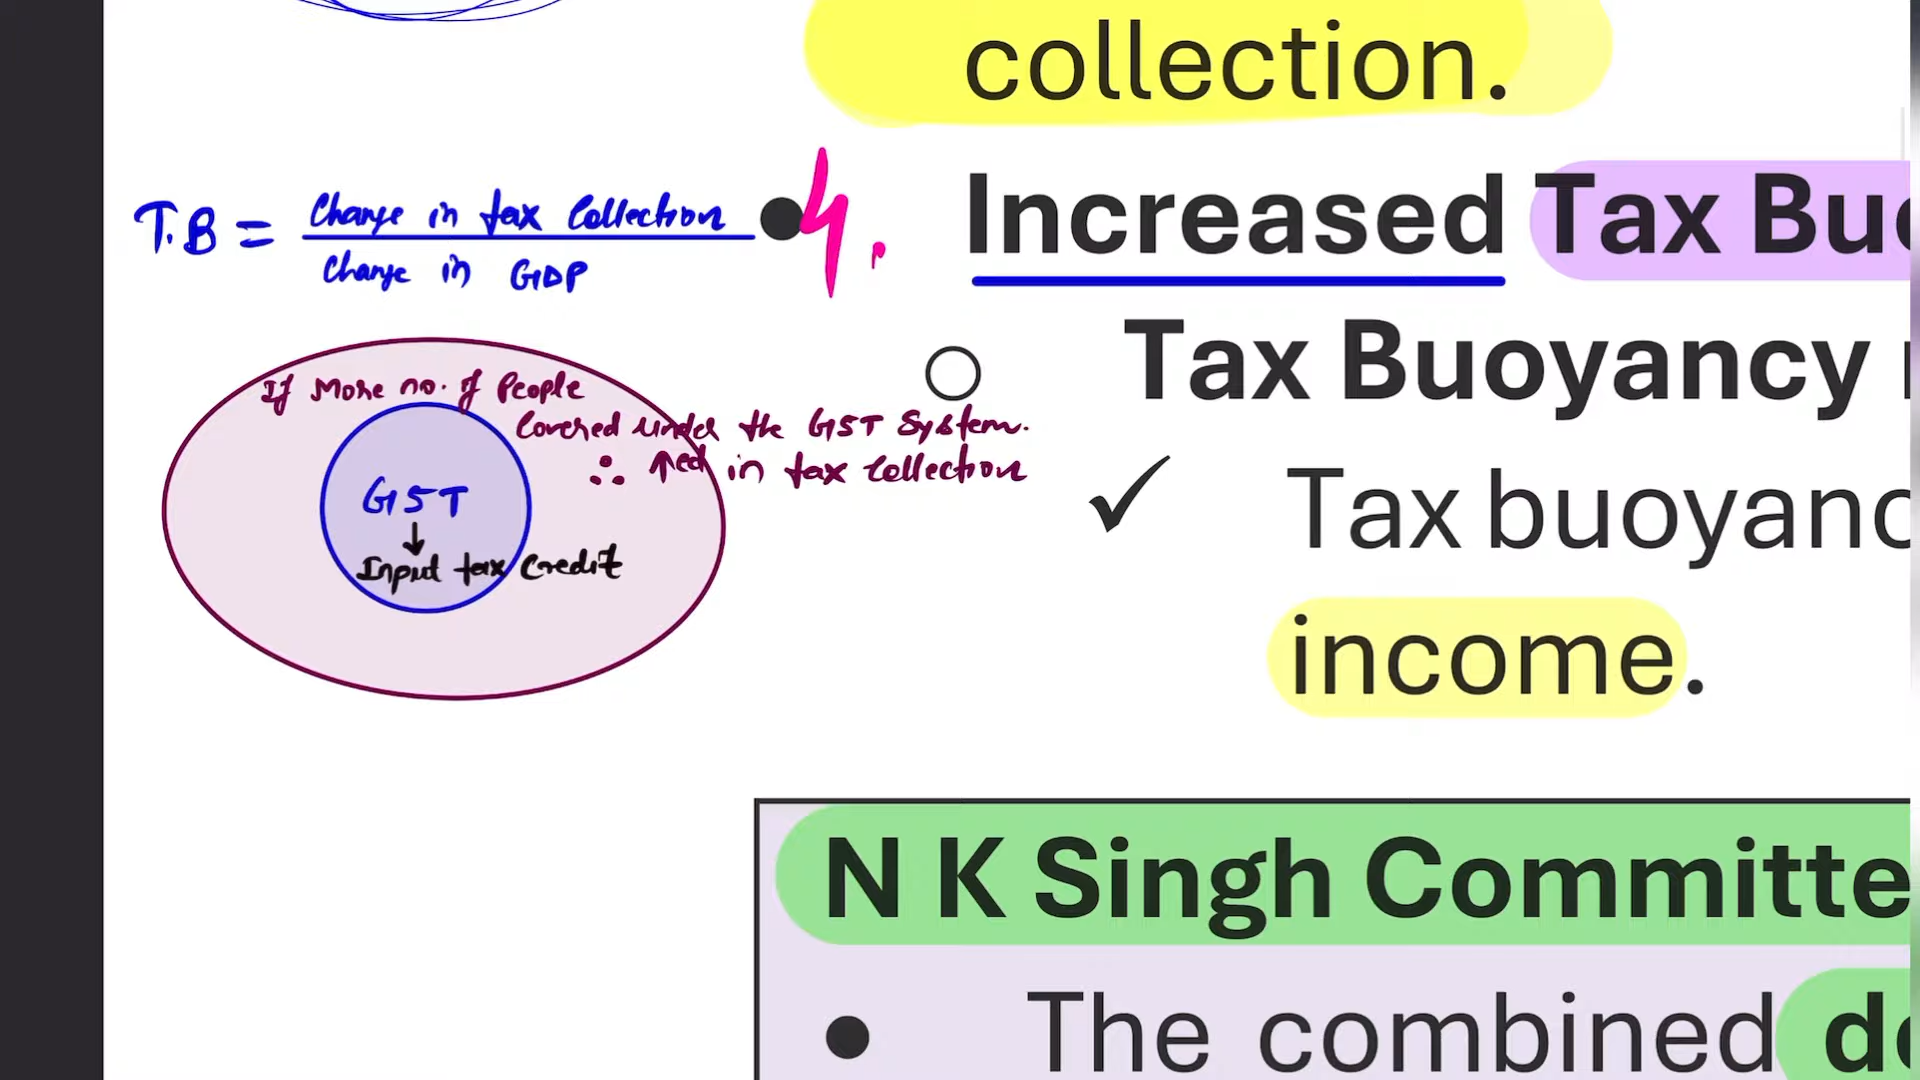 collection.
T.B = Change in tax Collection
Change in GDP
4.
Increased Tax Buo
If More no. of People
Covered under the GST System.
∴ ↑ed in tax Collection
GST
↓
Input tax Credit
Tax Buoyancy
✓ Tax buoyanc
income.
N K Singh Committe
• The combined de